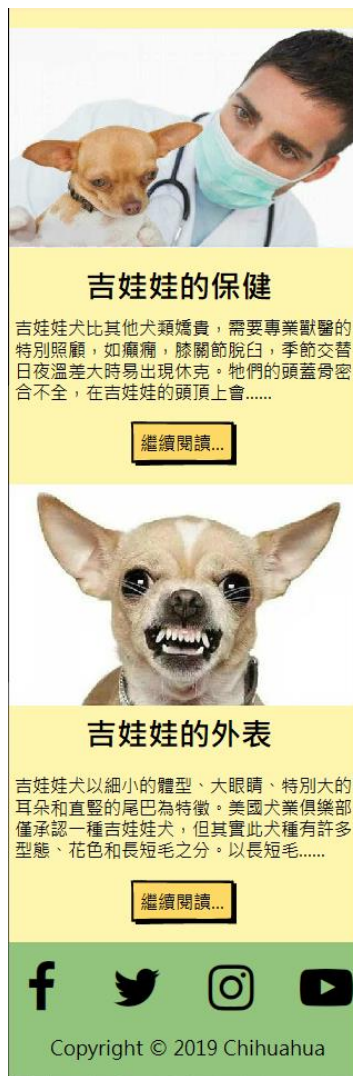 吉娃娃的保健
吉娃娃犬比其他犬類嬌貴，需要專業獸醫的
特別照顧，如癲癇，膝關節脫臼，季節交替
日夜溫差大時易出現休克。牠們的頭蓋骨密
合不全，在吉娃娃的頭頂上會......
繼續閱讀...
吉娃娃的外表
吉娃娃犬以細小的體型、大眼睛、特別大的
耳朵和直豎的尾巴為特徵。美國犬業俱樂部
僅承認一種吉娃娃犬，但其實此犬種有許多
型態、花色和長短毛之分。以長短毛......
繼續閱讀...
Copyright © 2019 Chihuahua